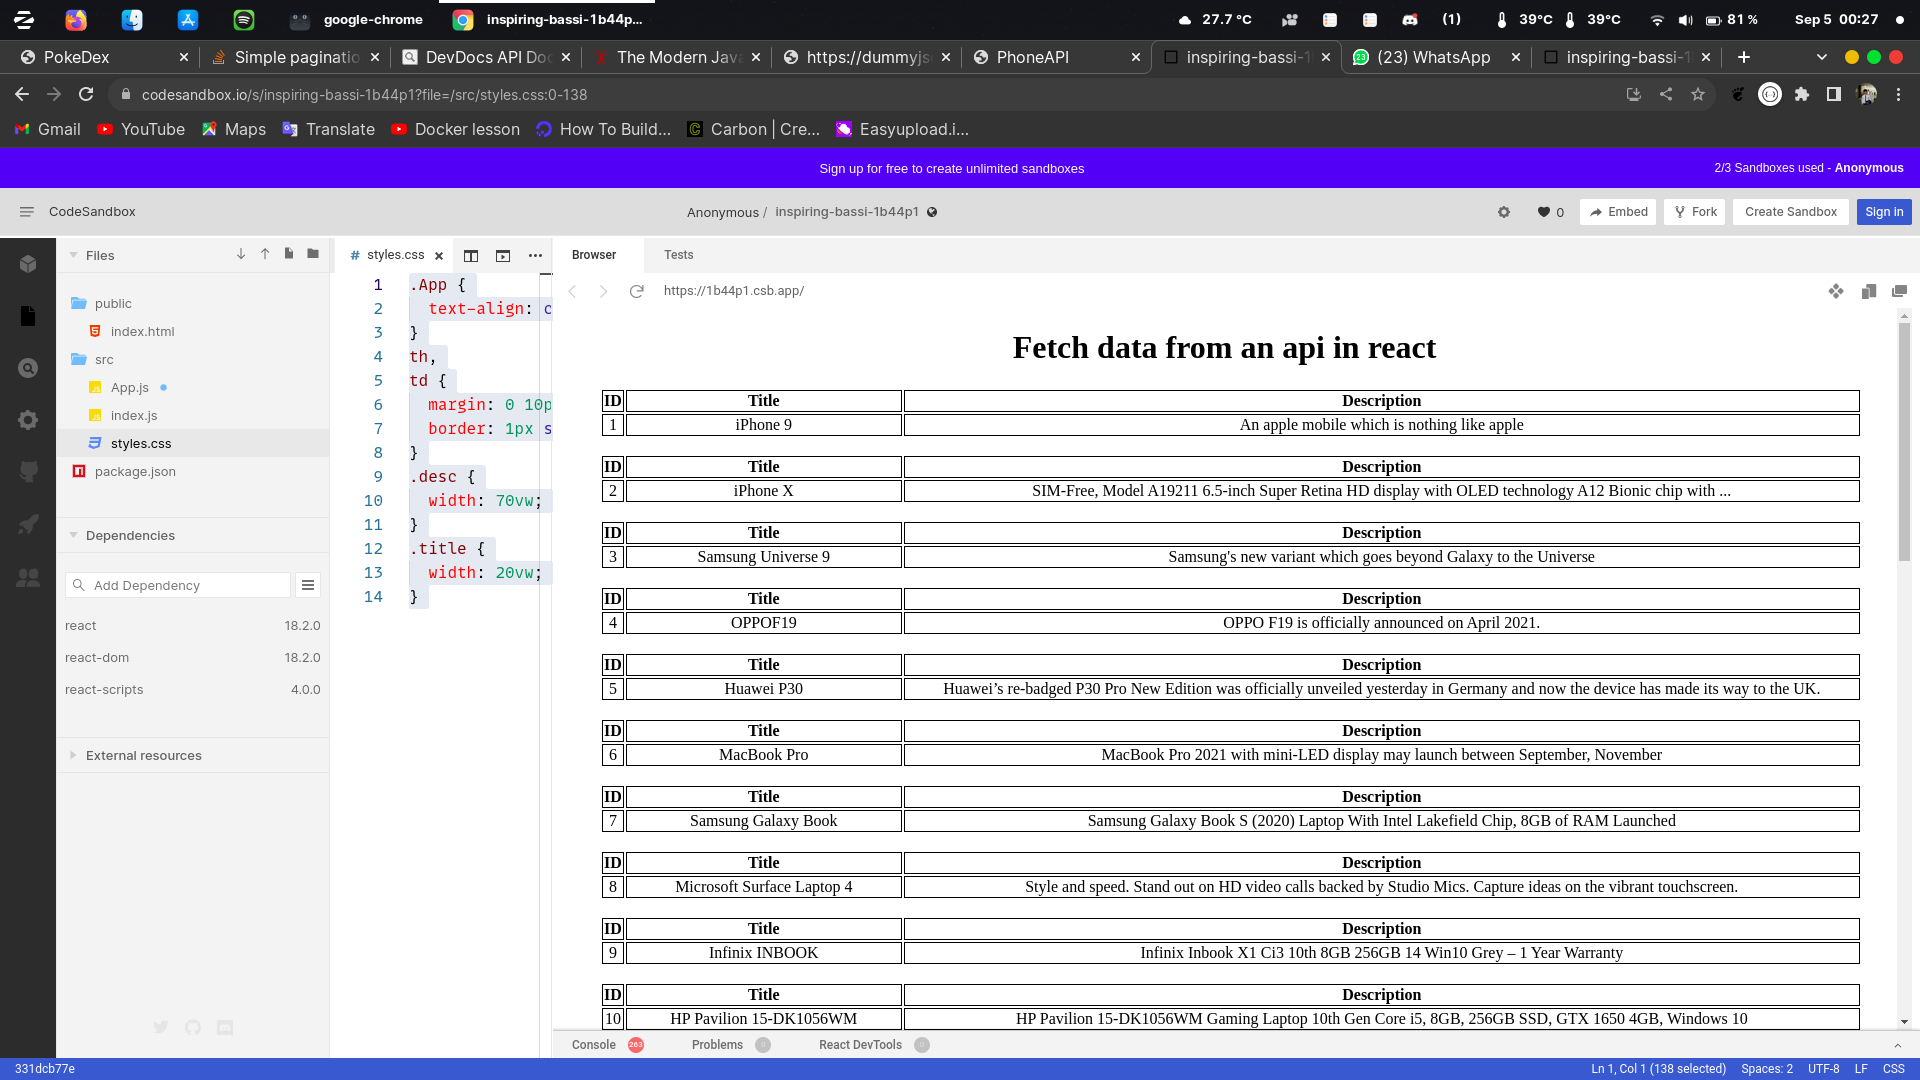 google-chrome
inspiring-bassi-1b44p...
27.7 °C
(1)
39°C
39°C
81 %
Sep 5 00:27
PokeDex
Simple paginatio
DevDocs API Do
The Modern Jav
https://dummyjs
PhoneAPI
inspiring-bassi-1
(23) WhatsApp
inspiring-bassi-1
codesandbox.io/s/inspiring-bassi-1b44p1?file=/src/styles.css:0-138
Gmail
YouTube
Maps
Translate
Docker lesson
How To Build...
Carbon | Cre...
Easyupload.i...
Sign up for free to create unlimited sandboxes
2/3 Sandboxes used - Anonymous
CodeSandbox
Anonymous / inspiring-bassi-1b44p1
0
Embed
Fork
Create Sandbox
Sign in
Files
public
index.html
src
App.js
index.js
styles.css
package.json
Dependencies
Add Dependency
react 18.2.0
react-dom 18.2.0
react-scripts 4.0.0
External resources
# styles.css
1 .App {
2 text-align: c
3 }
4 th,
5 td {
6 margin: 0 10p
7 border: 1px s
8 }
9 .desc {
10 width: 70vw;
11 }
12 .title {
13 width: 20vw;
14 }
Browser
Tests
https://1b44p1.csb.app/
Fetch data from an api in react
ID Title Description
1 iPhone 9 An apple mobile which is nothing like apple
ID Title Description
2 iPhone X SIM-Free, Model A19211 6.5-inch Super Retina HD display with OLED technology A12 Bionic chip with ...
ID Title Description
3 Samsung Universe 9 Samsung's new variant which goes beyond Galaxy to the Universe
ID Title Description
4 OPPOF19 OPPO F19 is officially announced on April 2021.
ID Title Description
5 Huawei P30 Huawei’s re-badged P30 Pro New Edition was officially unveiled yesterday in Germany and now the device has made its way to the UK.
ID Title Description
6 MacBook Pro MacBook Pro 2021 with mini-LED display may launch between September, November
ID Title Description
7 Samsung Galaxy Book Samsung Galaxy Book S (2020) Laptop With Intel Lakefield Chip, 8GB of RAM Launched
ID Title Description
8 Microsoft Surface Laptop 4 Style and speed. Stand out on HD video calls backed by Studio Mics. Capture ideas on the vibrant touchscreen.
ID Title Description
9 Infinix INBOOK Infinix Inbook X1 Ci3 10th 8GB 256GB 14 Win10 Grey – 1 Year Warranty
ID Title Description
10 HP Pavilion 15-DK1056WM HP Pavilion 15-DK1056WM Gaming Laptop 10th Gen Core i5, 8GB, 256GB SSD, GTX 1650 4GB, Windows 10
Console 263
Problems 0
React DevTools 0
331dcb77e
Ln 1, Col 1 (138 selected)
Spaces: 2
UTF-8
LF
CSS